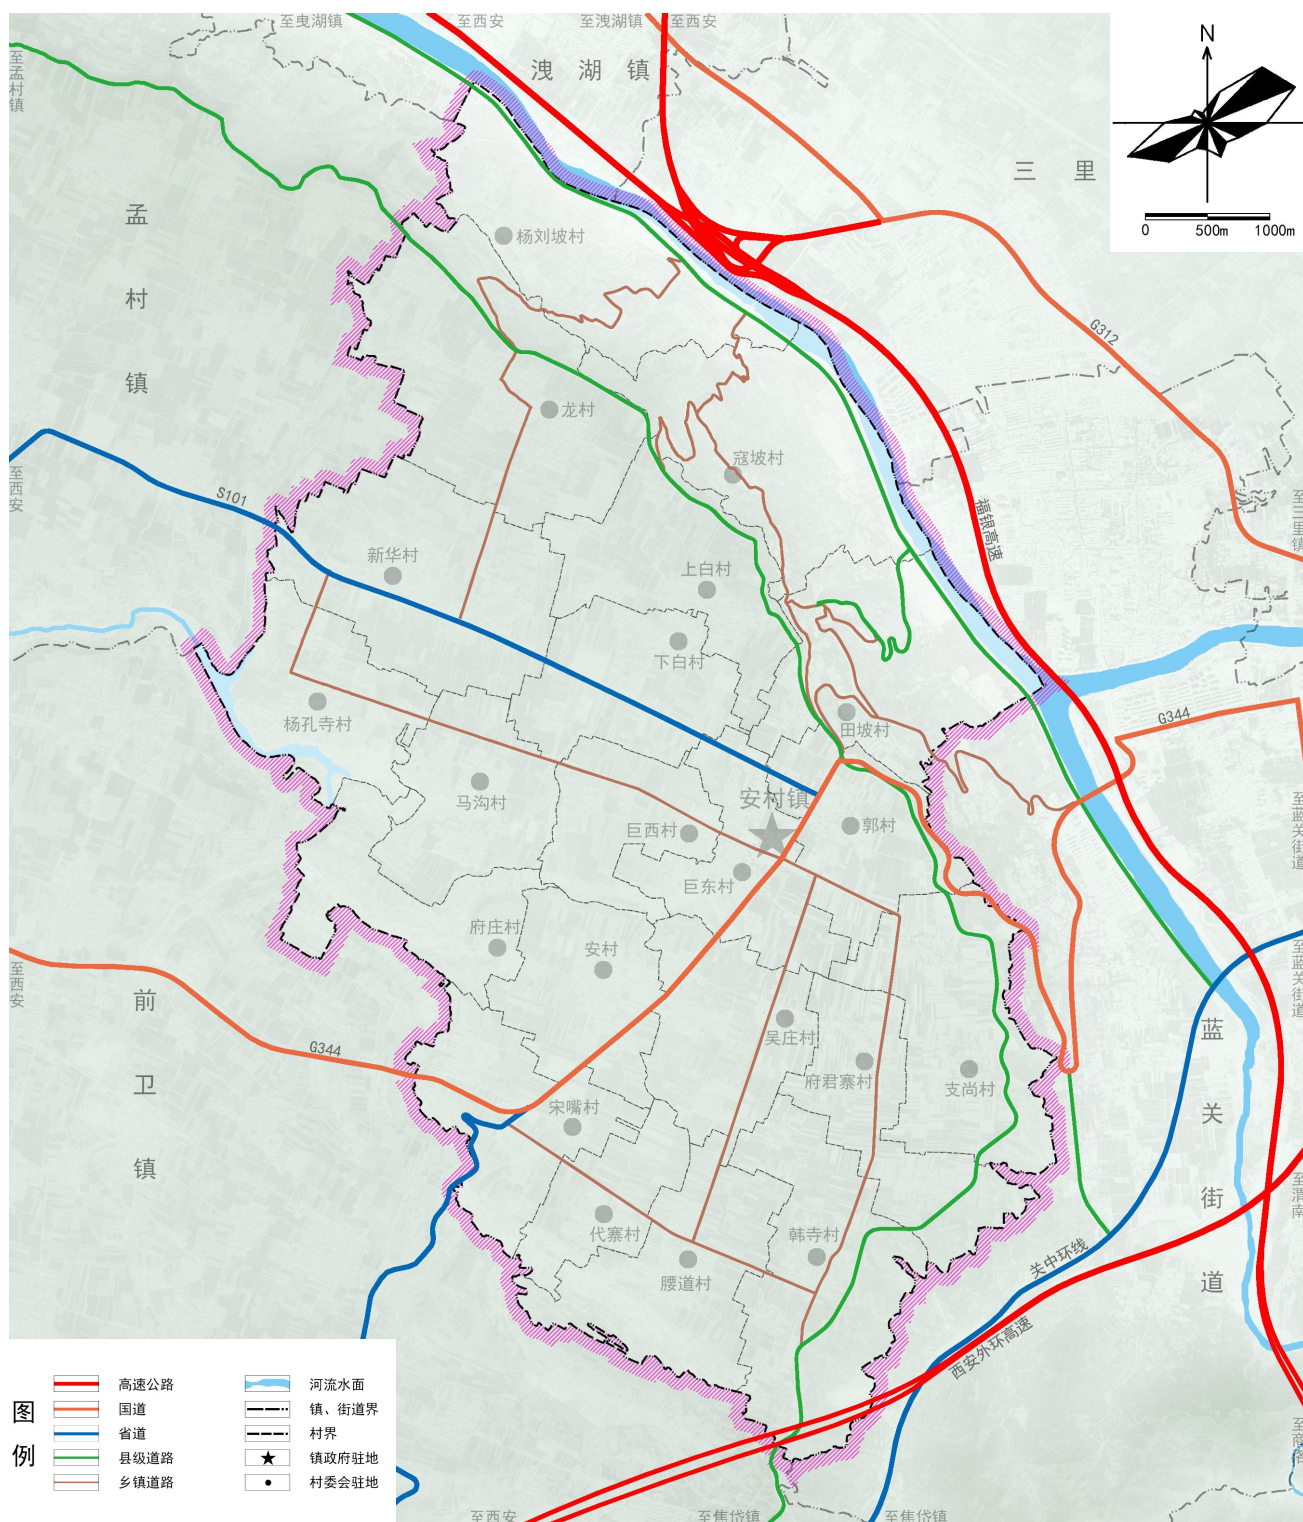 至曳湖镇
至西安
至洩湖镇
至西安
N
至孟村镇
洩湖镇
三里
0 500m 1000m
孟村镇
杨刘坡村
G312
龙村
寇坡村
至西安
S101
至三里镇
福银高速
新华村
上白村
下白村
杨孔寺村
田坡村
G344
马沟村
安村镇
至蓝关街道
巨西村
郭村
巨东村
府庄村
安村
至西安
至蓝关街道
前卫镇
吴庄村
蓝关街道
G344
府君寨村
支尚村
宋嘴村
至渭南
代寨村
韩寺村
关中环线
腰道村
西安外环高速
图例
高速公路
国道
省道
县级道路
乡镇道路
河流水面
镇、街道界
村界
镇政府驻地
村委会驻地
至西安
至焦岱镇
至焦岱镇